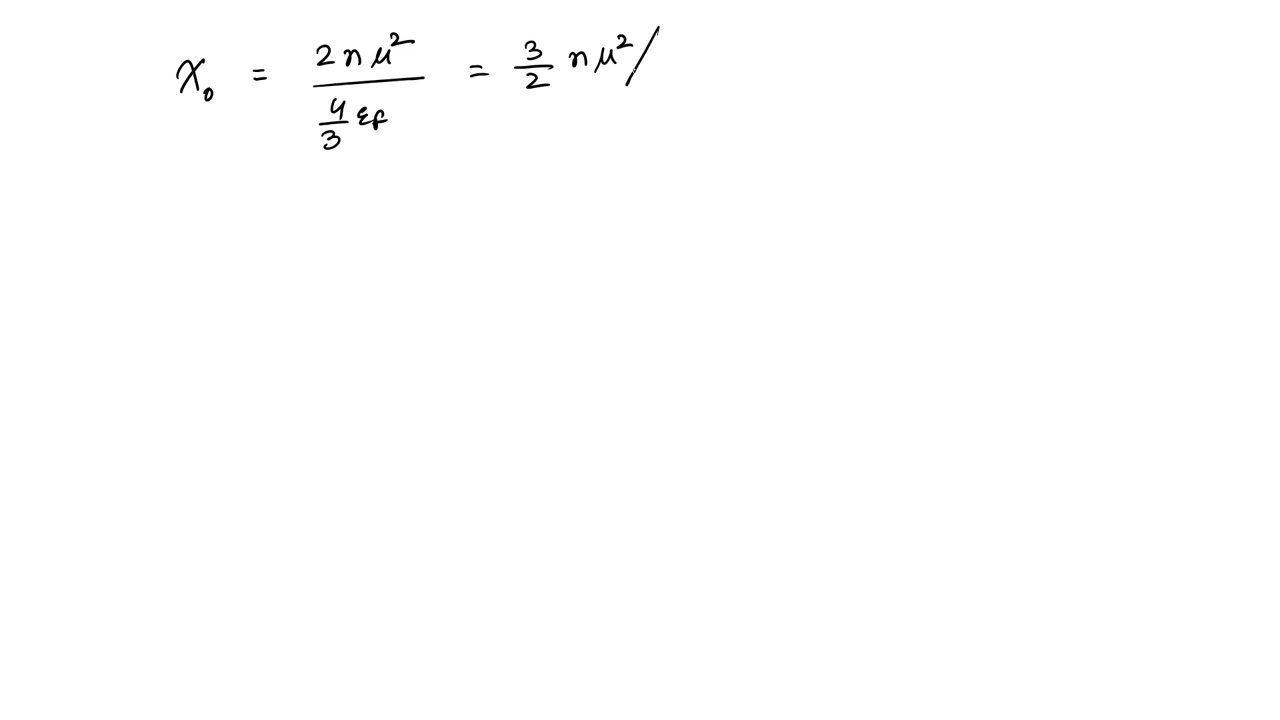 χ₀ = 2nμ² / (4/3 εf) = 3/2 nμ² /